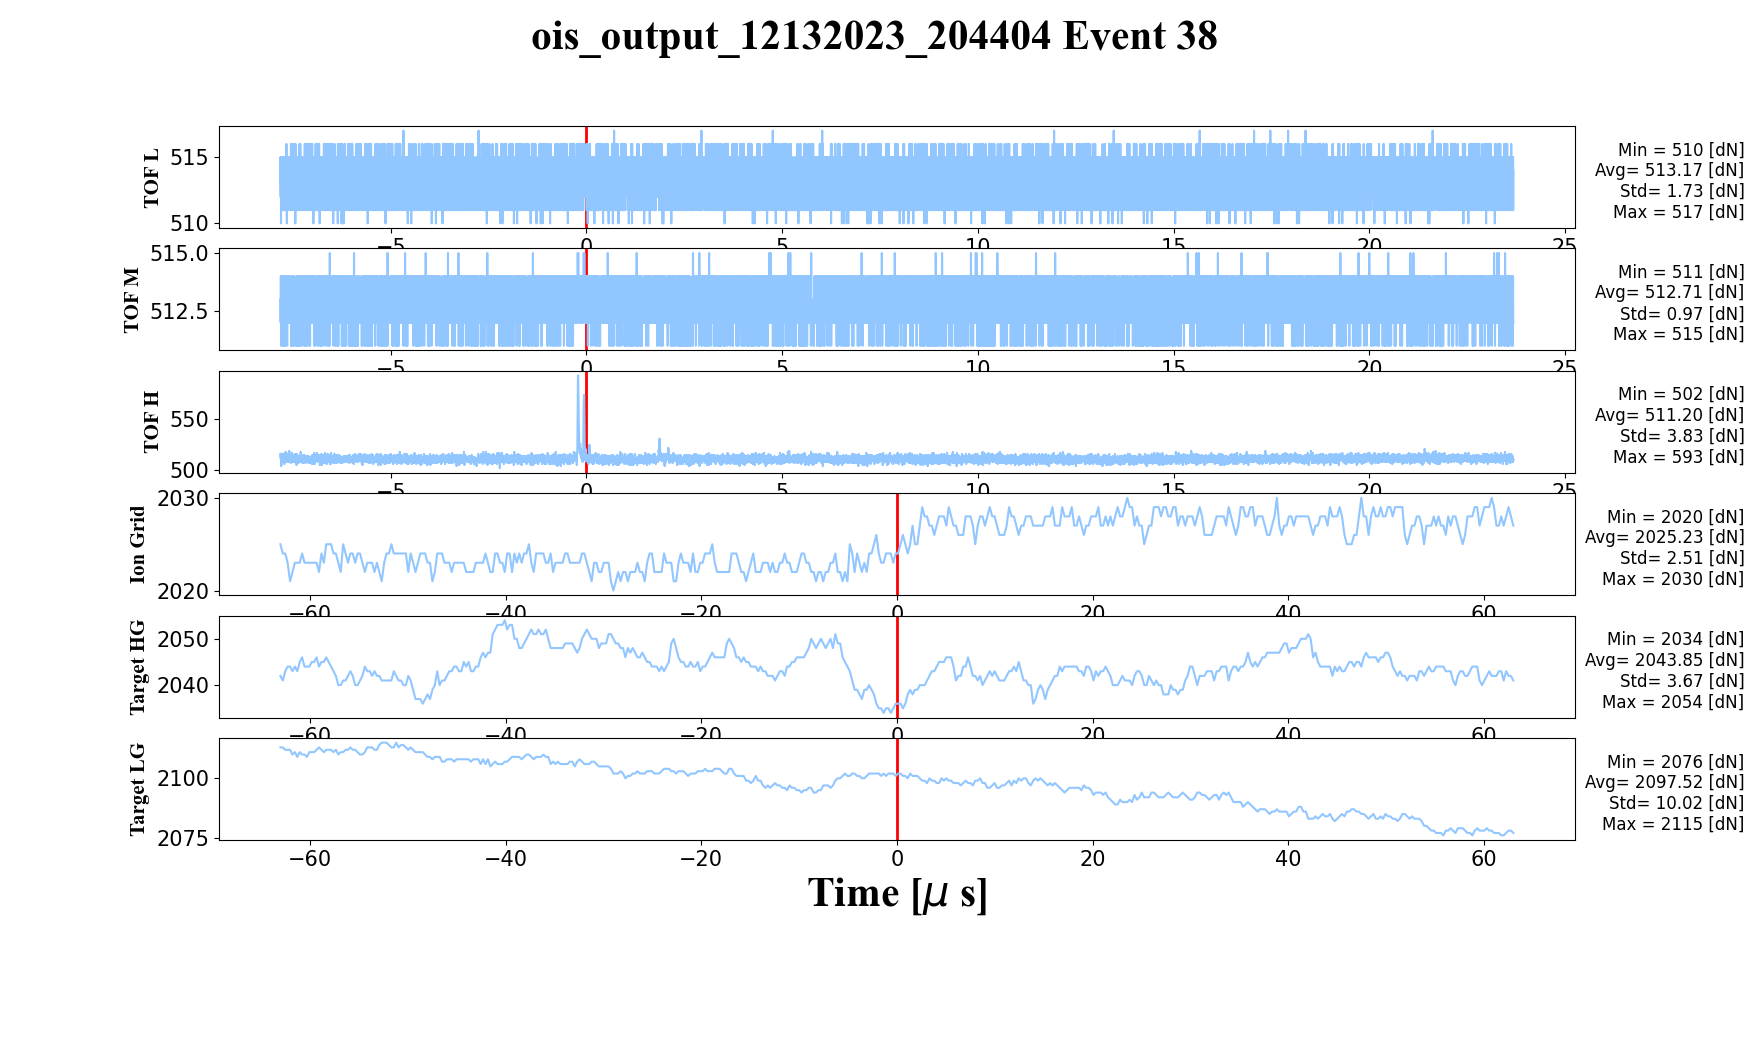 ois_output_12132023_204404 Event 38
TOF L
515
510
−5 0 5 10 15 20 25
Min = 510 [dN]
Avg= 513.17 [dN]
Std= 1.73 [dN]
Max = 517 [dN]
TOF M
515.0
512.5
−5 0 5 10 15 20 25
Min = 511 [dN]
Avg= 512.71 [dN]
Std= 0.97 [dN]
Max = 515 [dN]
TOF H
550
500
−5 0 5 10 15 20 25
Min = 502 [dN]
Avg= 511.20 [dN]
Std= 3.83 [dN]
Max = 593 [dN]
Ion Grid
2030
2020
−60 −40 −20 0 20 40 60
Min = 2020 [dN]
Avg= 2025.23 [dN]
Std= 2.51 [dN]
Max = 2030 [dN]
Target HG
2050
2040
−60 −40 −20 0 20 40 60
Min = 2034 [dN]
Avg= 2043.85 [dN]
Std= 3.67 [dN]
Max = 2054 [dN]
Target LG
2100
2075
−60 −40 −20 0 20 40 60
Min = 2076 [dN]
Avg= 2097.52 [dN]
Std= 10.02 [dN]
Max = 2115 [dN]
Time [μ s]